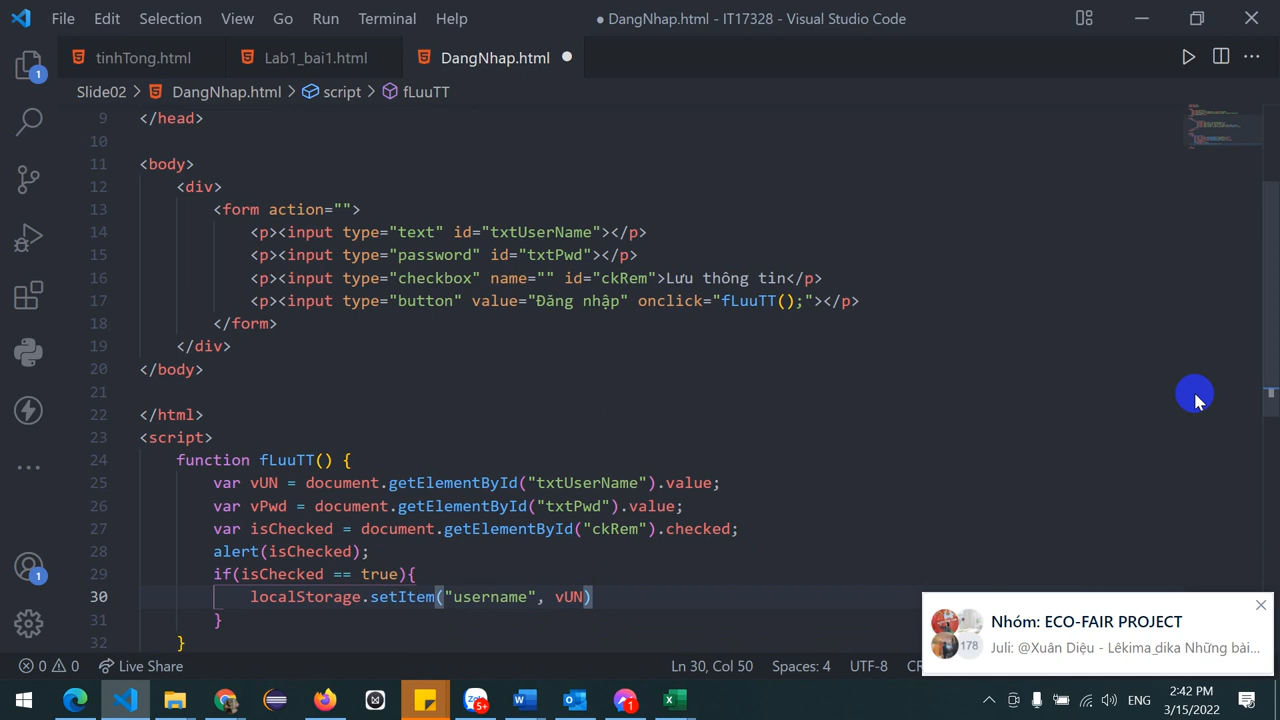 File Edit Selection View Go Run Terminal Help
● DangNhap.html - IT17328 - Visual Studio Code
tinhTong.html Lab1_bai1.html DangNhap.html
Slide02 > DangNhap.html > script > fLuuTT
9 </head>
10
11 <body>
12 <div>
13 <form action="">
14 <p><input type="text" id="txtUserName"></p>
15 <p><input type="password" id="txtPwd"></p>
16 <p><input type="checkbox" name="" id="ckRem">Lưu thông tin</p>
17 <p><input type="button" value="Đăng nhập" onclick="fLuuTT();"></p>
18 </form>
19 </div>
20 </body>
21
22 </html>
23 <script>
24 function fLuuTT() {
25 var vUN = document.getElementById("txtUserName").value;
26 var vPwd = document.getElementById("txtPwd").value;
27 var isChecked = document.getElementById("ckRem").checked;
28 alert(isChecked);
29 if(isChecked == true){
30 localStorage.setItem("username", vUN)
31 }
32 }
1
1
Nhóm: ECO-FAIR PROJECT
178
Juli: @Xuân Diệu - Lêkima_dika Những bài...
0 0 Live Share
Ln 30, Col 50 Spaces: 4 UTF-8 CR
Zalo 5+ 1
ENG
2:42 PM
3/15/2022